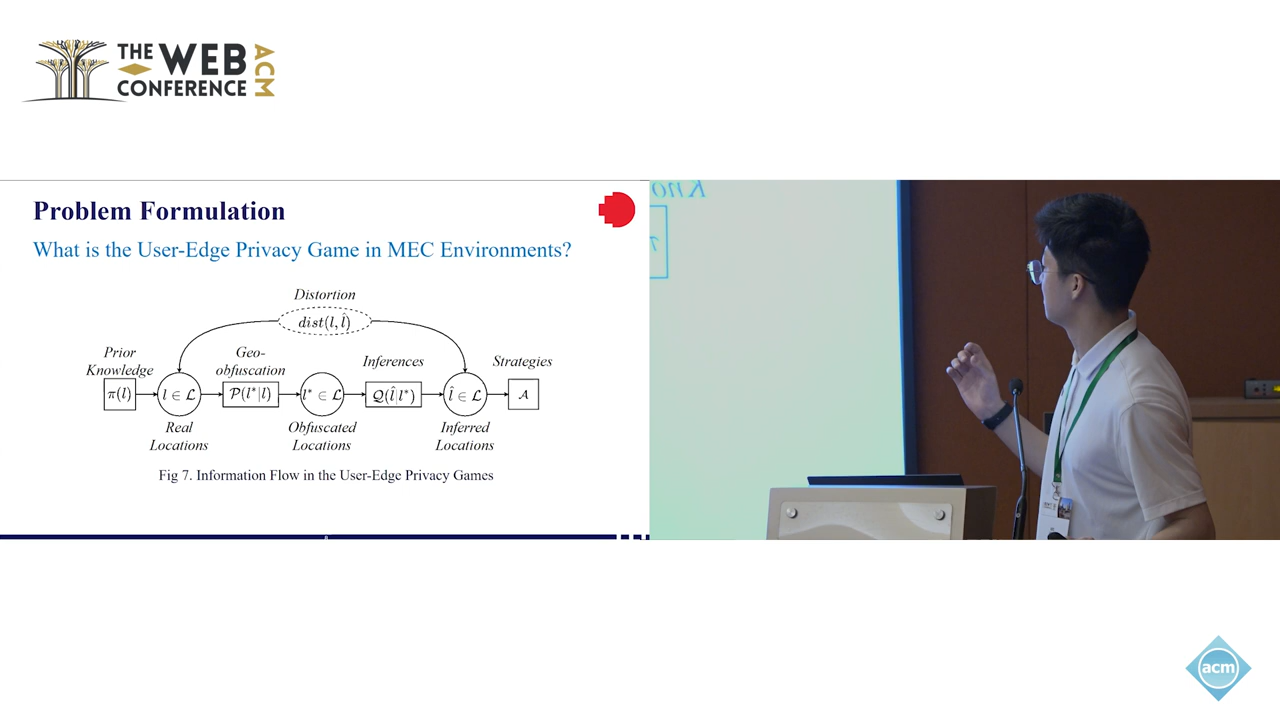 THE WEB
CONFERENCE
ACM
Problem Formulation
What is the User-Edge Privacy Game in MEC Environments?
Distortion
dist(l, l̂)
Prior
Knowledge
Geo-
obfuscation
Inferences
Strategies
π(l)
l ∈ ℒ
𝒫(l*|l)
l* ∈ ℒ
𝒬(l̂|l*)
l̂ ∈ ℒ
𝒜
Real
Locations
Obfuscated
Locations
Inferred
Locations
Fig 7. Information Flow in the User-Edge Privacy Games
Kno
acm